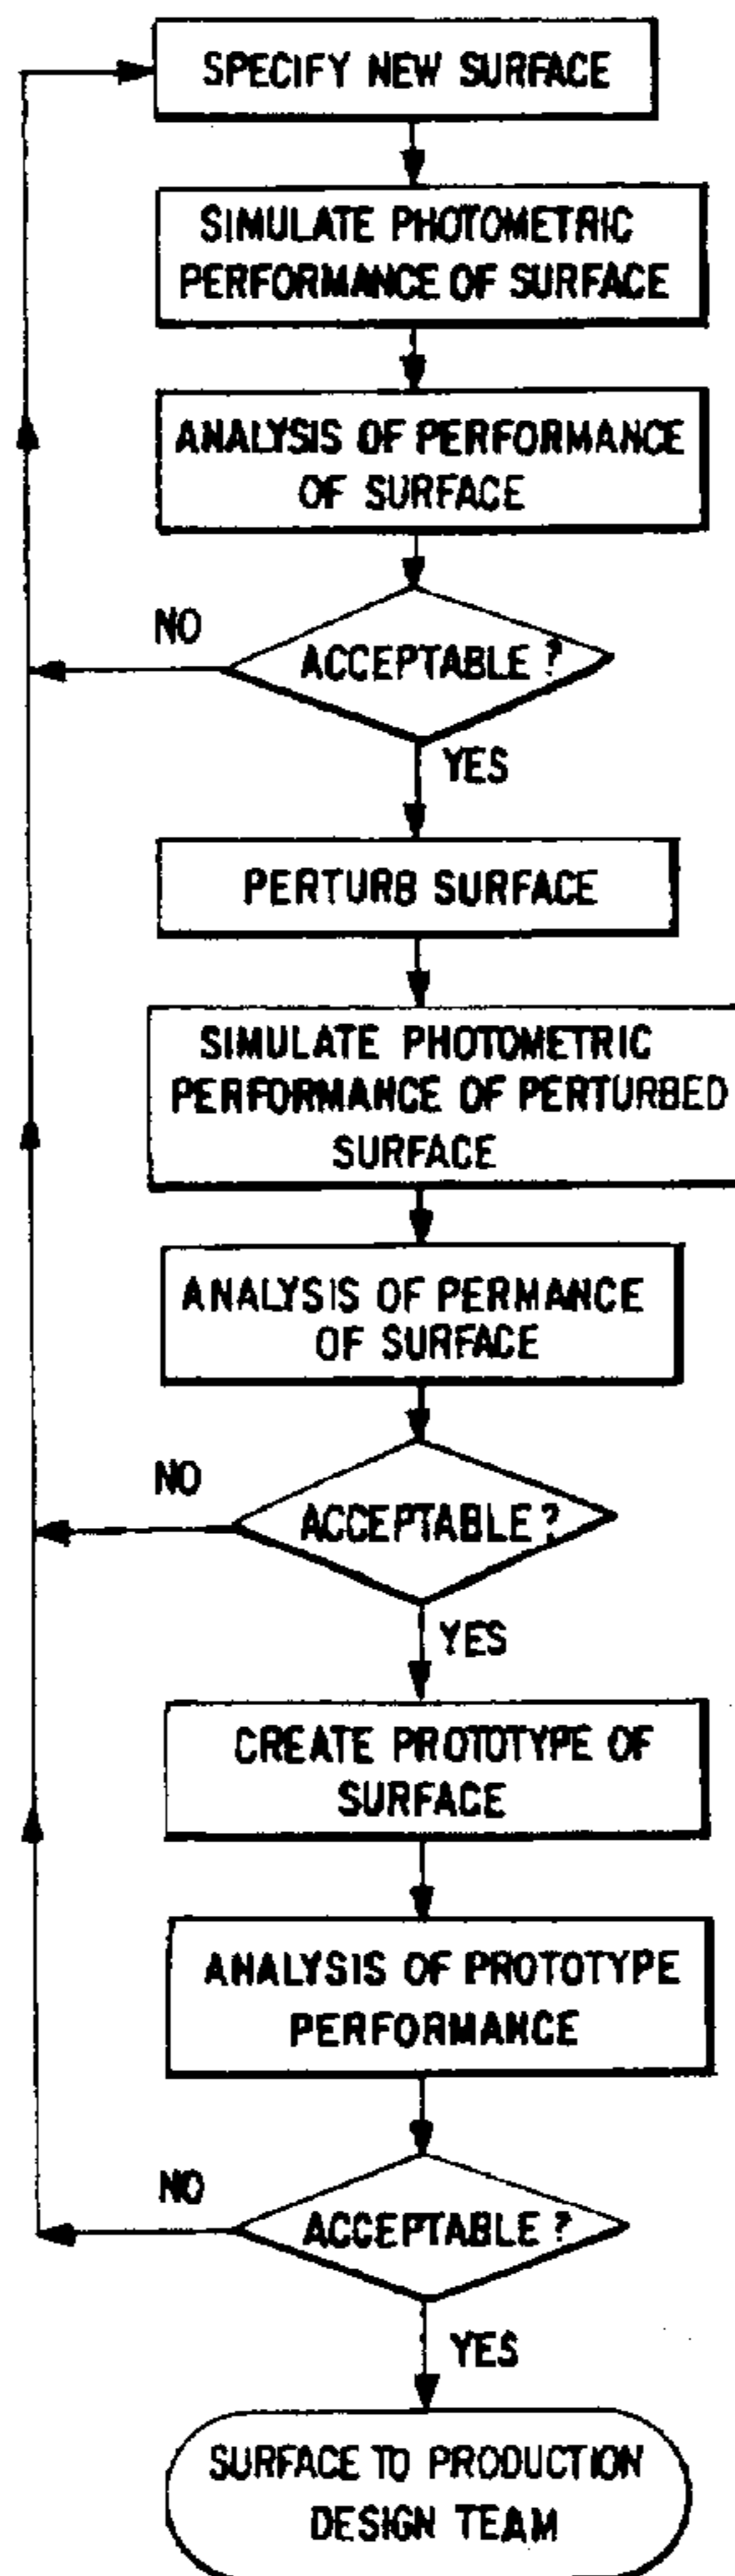 SPECIFY NEW SURFACE
SIMULATE PHOTOMETRIC
PERFORMANCE OF SURFACE
ANALYSIS OF PERFORMANCE
OF SURFACE
ACCEPTABLE ?
NO
YES
PERTURB SURFACE
SIMULATE PHOTOMETRIC
PERFORMANCE OF PERTURBED
SURFACE
ANALYSIS OF PERMANCE
OF SURFACE
NO
ACCEPTABLE ?
YES
CREATE PROTOTYPE OF
SURFACE
ANALYSIS OF PROTOTYPE
PERFORMANCE
NO
ACCEPTABLE ?
YES
SURFACE TO PRODUCTION
DESIGN TEAM